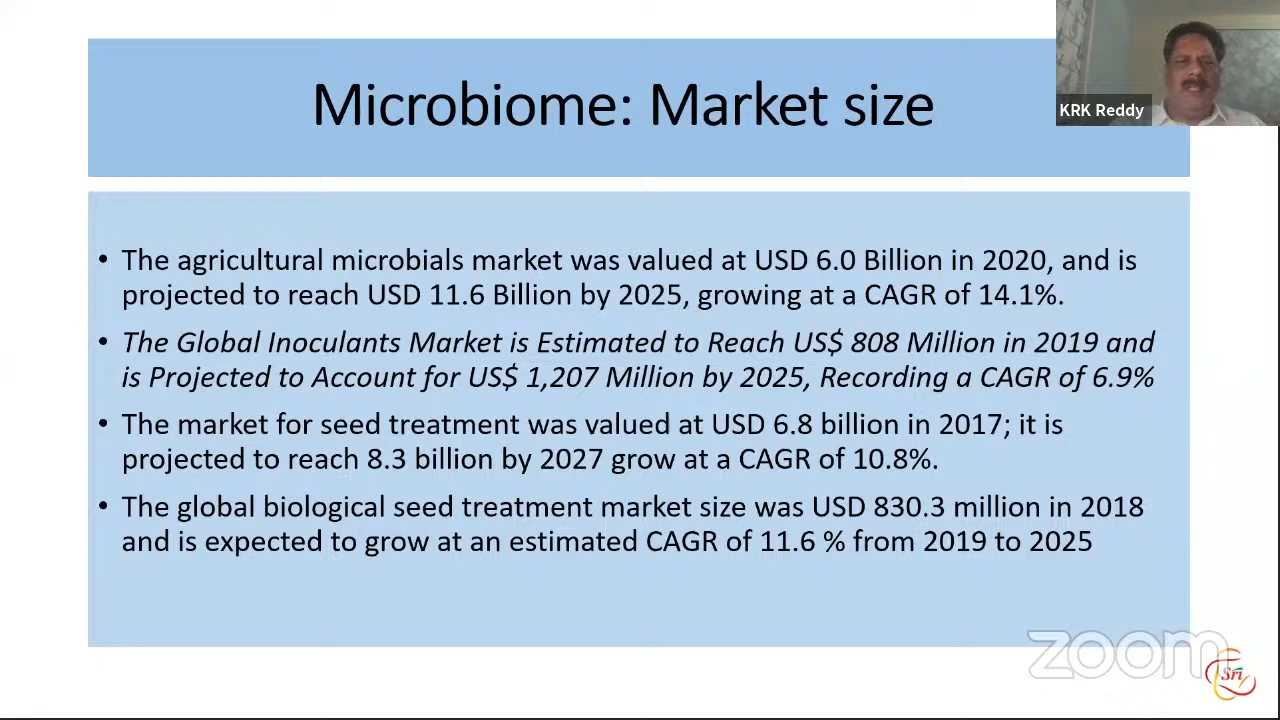 Microbiome: Market size
KRK Reddy
• The agricultural microbials market was valued at USD 6.0 Billion in 2020, and is
projected to reach USD 11.6 Billion by 2025, growing at a CAGR of 14.1%.
• The Global Inoculants Market is Estimated to Reach US$ 808 Million in 2019 and
is Projected to Account for US$ 1,207 Million by 2025, Recording a CAGR of 6.9%
• The market for seed treatment was valued at USD 6.8 billion in 2017; it is
projected to reach 8.3 billion by 2027 grow at a CAGR of 10.8%.
• The global biological seed treatment market size was USD 830.3 million in 2018
and is expected to grow at an estimated CAGR of 11.6 % from 2019 to 2025
zoom
Sri